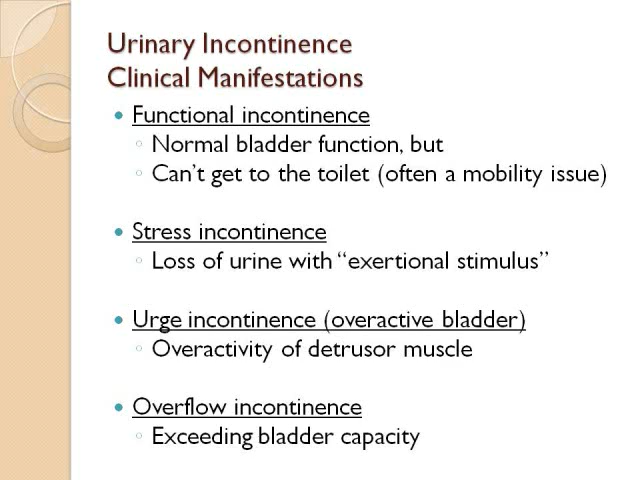 Urinary Incontinence
Clinical Manifestations
Functional incontinence
Normal bladder function, but
Can’t get to the toilet (often a mobility issue)
Stress incontinence
Loss of urine with “exertional stimulus”
Urge incontinence (overactive bladder)
Overactivity of detrusor muscle
Overflow incontinence
Exceeding bladder capacity